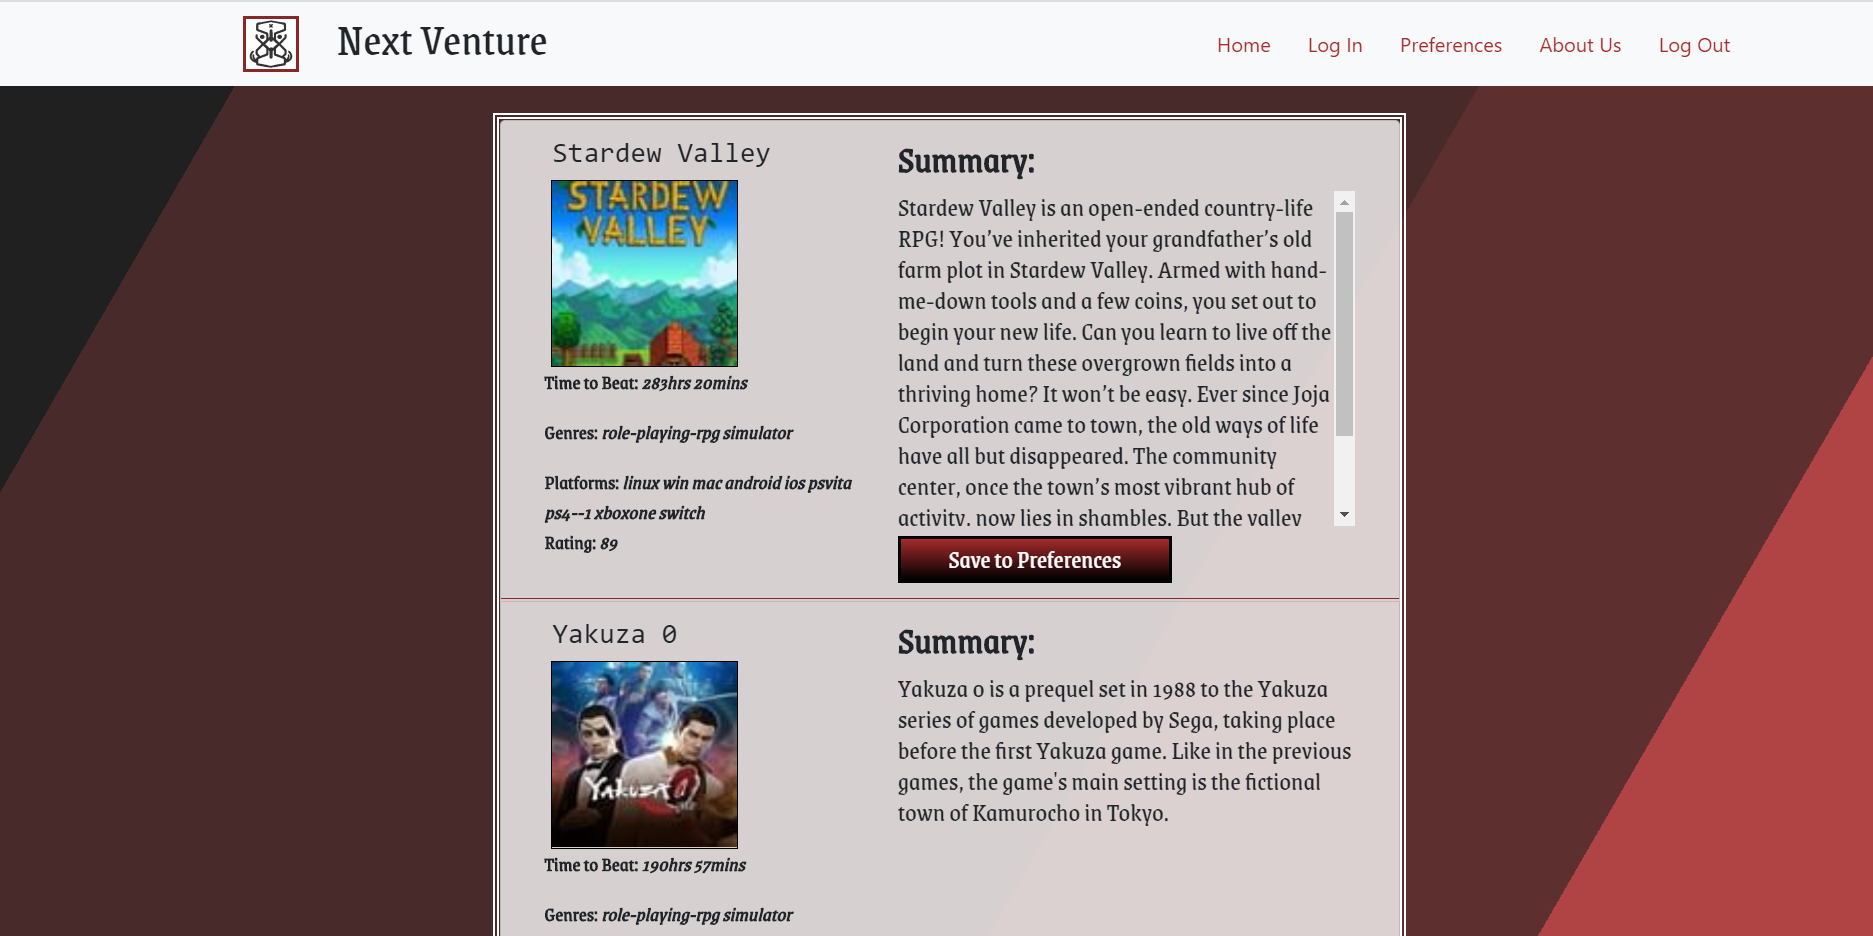 Next Venture
Home Log In Preferences About Us Log Out
Stardew Valley
STARDEW
VALLEY
Time to Beat: 283hrs 20mins
Genres: role-playing-rpg simulator
Platforms: linux win mac android ios psvita
ps4--1 xboxone switch
Rating: 89
Summary:
Stardew Valley is an open-ended country-life
RPG! You’ve inherited your grandfather’s old
farm plot in Stardew Valley. Armed with hand-
me-down tools and a few coins, you set out to
begin your new life. Can you learn to live off the
land and turn these overgrown fields into a
thriving home? It won’t be easy. Ever since Joja
Corporation came to town, the old ways of life
have all but disappeared. The community
center, once the town’s most vibrant hub of
activity, now lies in shambles. But the valley
Save to Preferences
Yakuza 0
YAKUZA 0
Time to Beat: 190hrs 57mins
Genres: role-playing-rpg simulator
Summary:
Yakuza 0 is a prequel set in 1988 to the Yakuza
series of games developed by Sega, taking place
before the first Yakuza game. Like in the previous
games, the game's main setting is the fictional
town of Kamurocho in Tokyo.